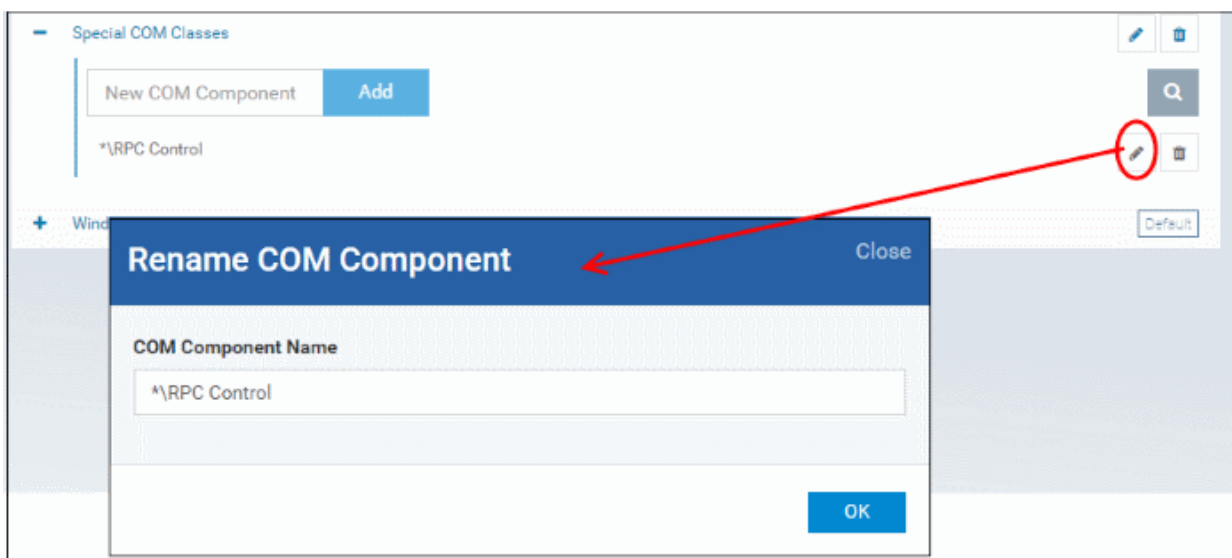 Special COM Classes
New COM Component Add
*\RPC Control
Wind Default
Rename COM Component Close
COM Component Name
*\RPC Control
OK